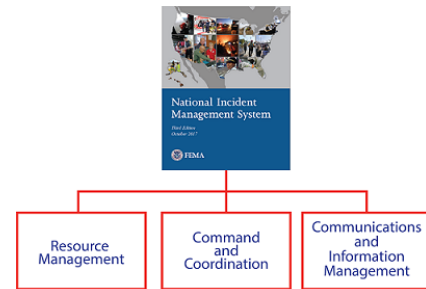 National Incident
Management System
Third Edition
October 2017
FEMA
Resource
Management
Command
and
Coordination
Communications
and
Information
Management